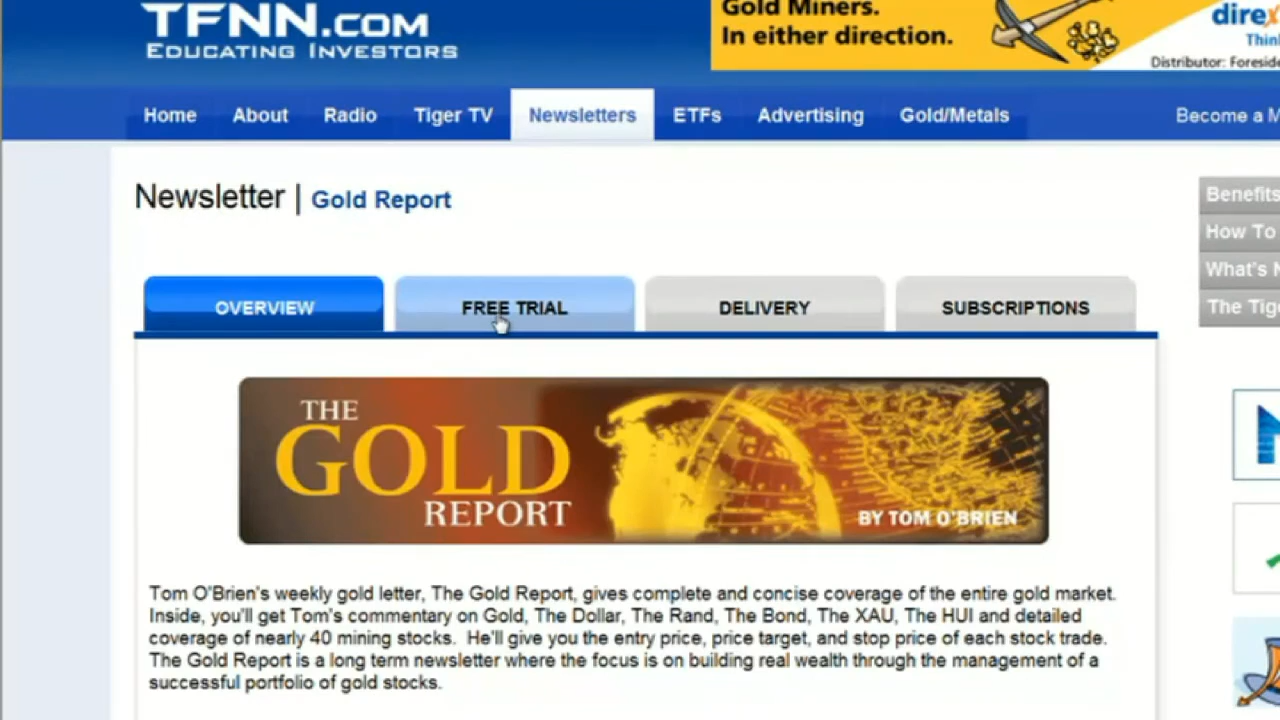 TFNN.COM
EDUCATING INVESTORS
Gold Miners.
In either direction.
Distributor:
Home About Radio Tiger TV Newsletters ETFs Advertising Gold/Metals Become a
Newsletter | Gold Report
Benefits
How To
What's
The
OVERVIEW FREE TRIAL DELIVERY SUBSCRIPTIONS
THE
GOLD
REPORT
BY TOM O'BRIEN
Tom O'Brien's weekly gold letter, The Gold Report, gives complete and concise coverage of the entire gold market.
Inside, you'll get Tom's commentary on Gold, The Dollar, The Rand, The Bond, The XAU, The HUI and detailed
coverage of nearly 40 mining stocks. He'll give you the entry price, price target, and stop price of each stock trade.
The Gold Report is a long term newsletter where the focus is on building real wealth through the management of a
successful portfolio of gold stocks.